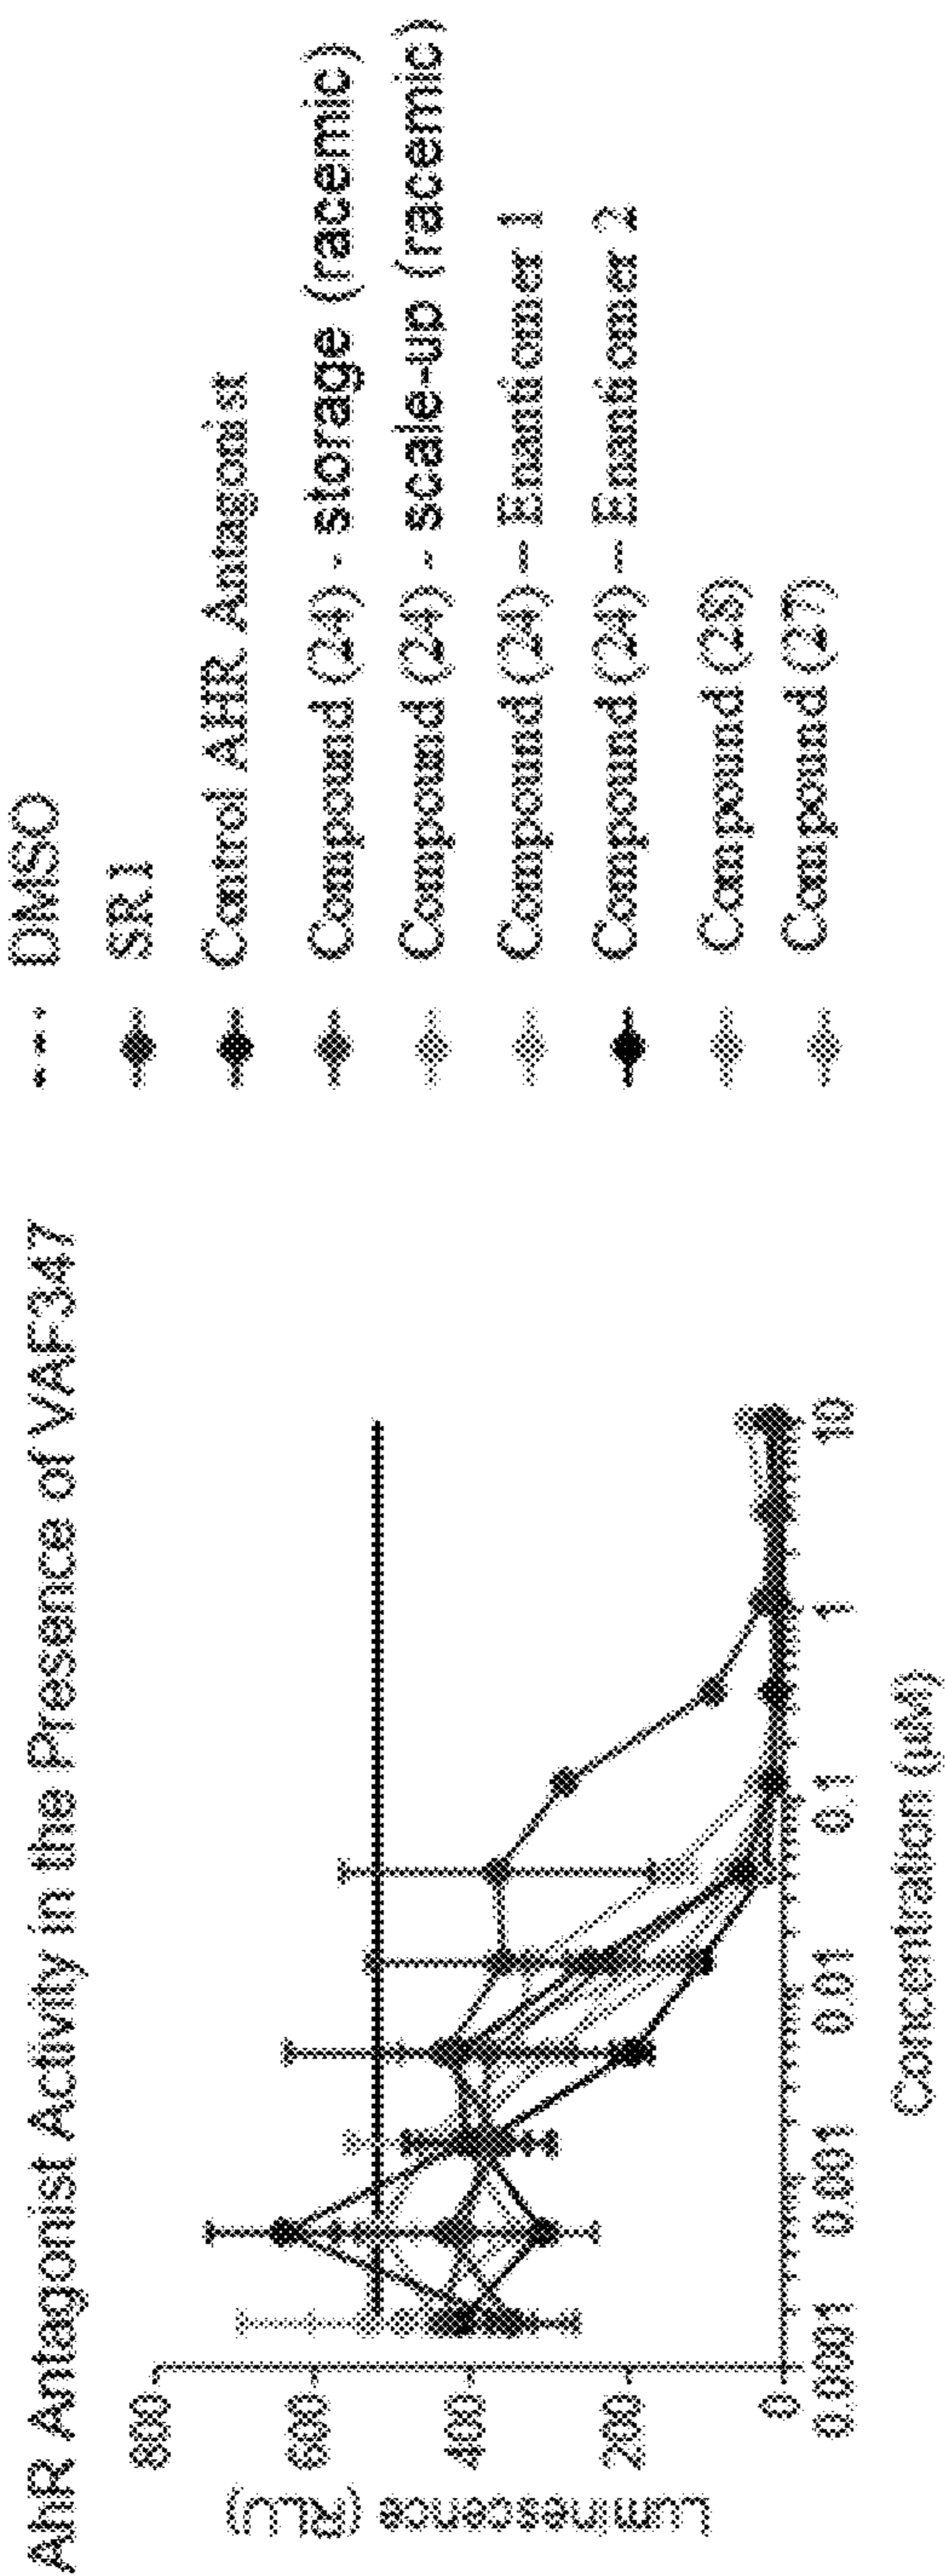 AhR Antagonist Activity in the Presence of VAF347
800
600
400
200
0
Luminescence (RLU)
0.0001
0.001
0.01
0.1
1
10
Concentration (µM)
DMSO
SR1
Control AHR Antagonist
Compound (24) - storage (racemic)
Compound (24) - scale-up (racemic)
Compound (24) – Enantiomer 1
Compound (24) – Enantiomer 2
Compound (28)
Compound (27)